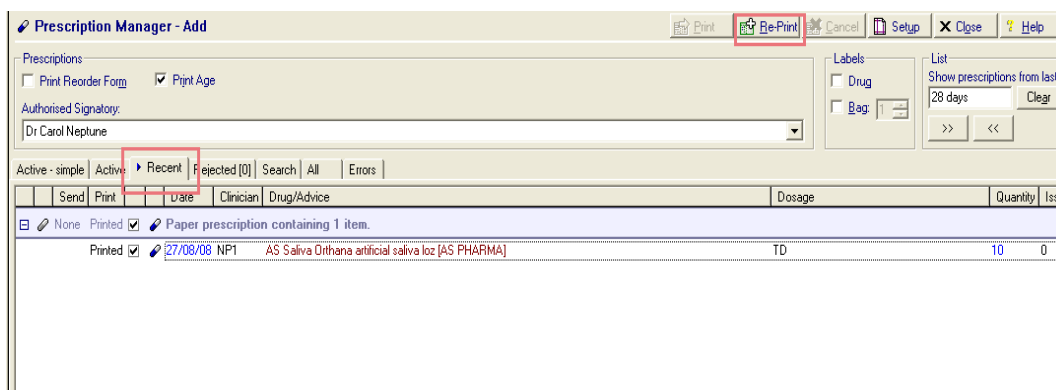 Prescription Manager - Add
Print Re-Print Cancel Setup Close Help
Prescriptions Labels List
Print Reorder Form Print Age Drug Show prescriptions from last
Authorised Signatory: Bag: 1 28 days Clear
Dr Carol Neptune >> <<
Active - simple Active Recent Rejected [0] Search All Errors
Send Print Date Clinician Drug/Advice Dosage Quantity Iss
None Printed Paper prescription containing 1 item.
Printed 27/08/08 NP1 AS Saliva Orthana artificial saliva loz [AS PHARMA] TD 10 0